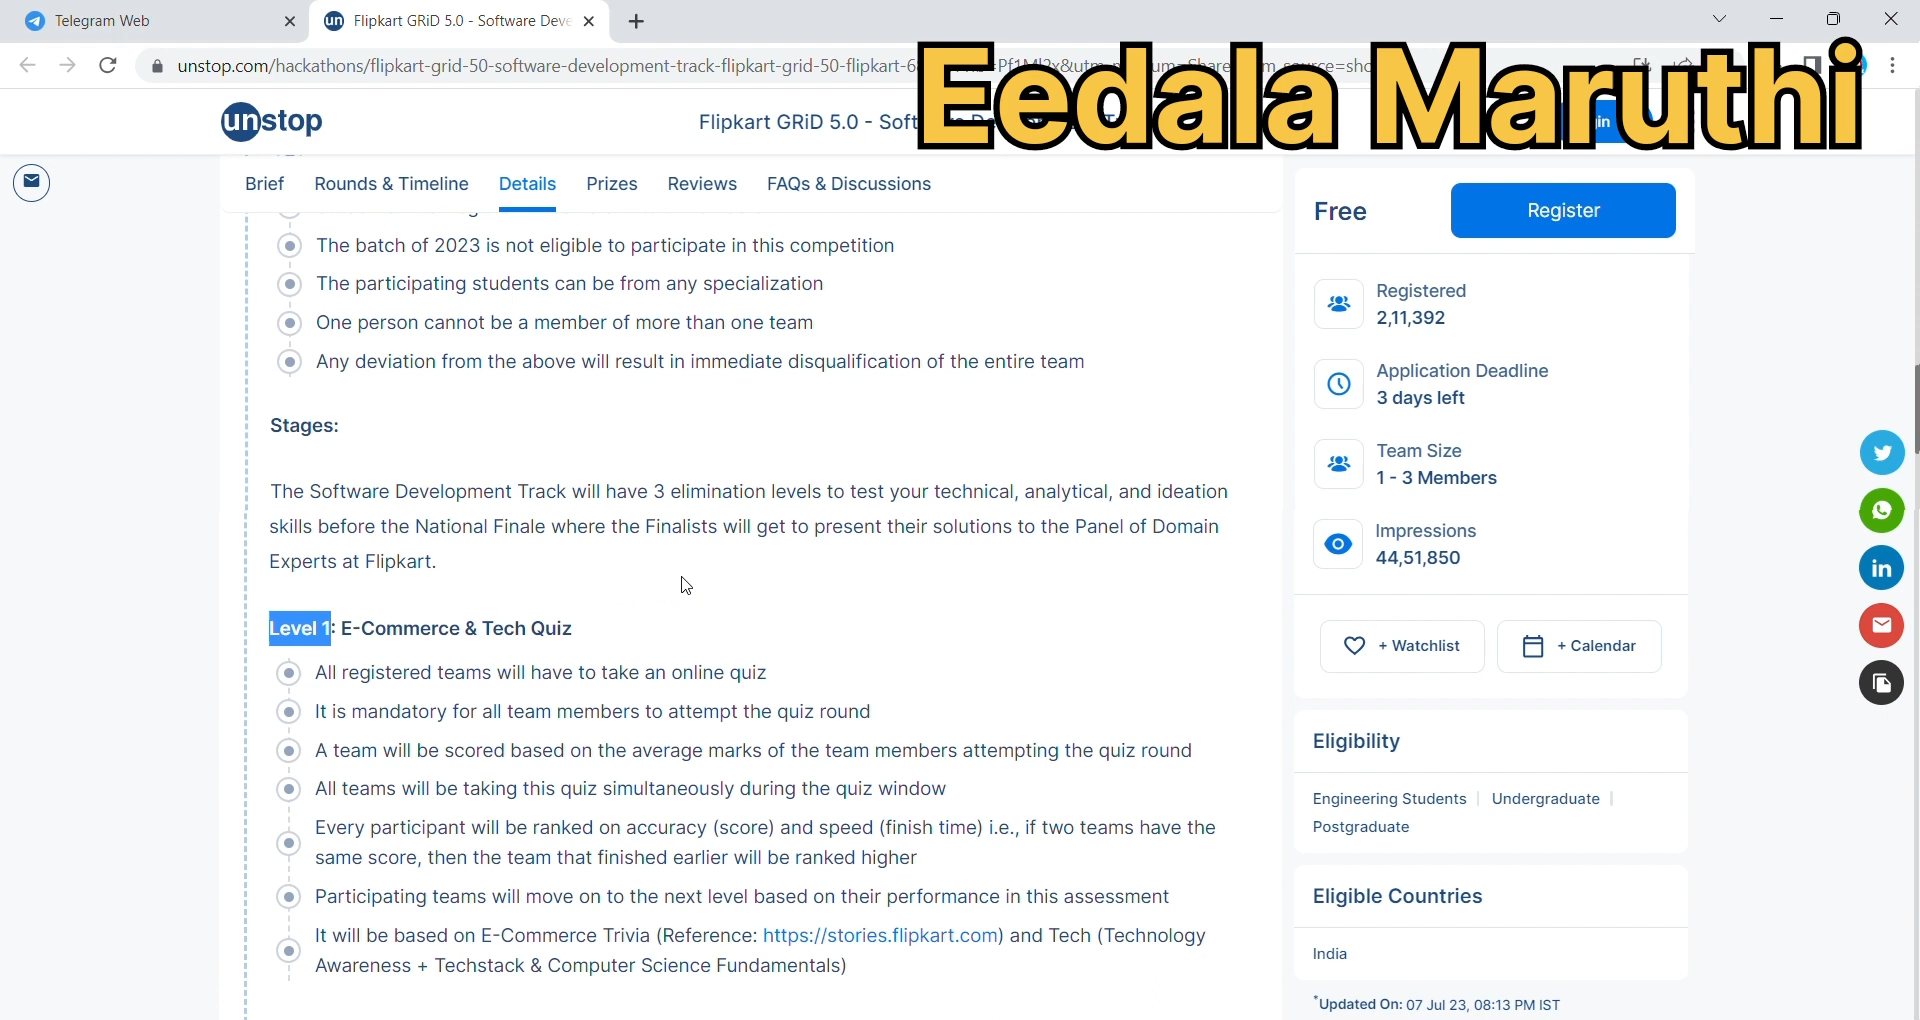 Telegram Web
un Flipkart GRiD 5.0 - Software Deve
unstop.com/hackathons/flipkart-grid-50-software-development-track-flipkart-grid-50-flipkart-6
Eedala Maruthi
unstop
Flipkart GRiD 5.0 - Soft
Brief Rounds & Timeline Details Prizes Reviews FAQs & Discussions
Free
Register
The batch of 2023 is not eligible to participate in this competition
The participating students can be from any specialization
One person cannot be a member of more than one team
Any deviation from the above will result in immediate disqualification of the entire team
Stages:
The Software Development Track will have 3 elimination levels to test your technical, analytical, and ideation
skills before the National Finale where the Finalists will get to present their solutions to the Panel of Domain
Experts at Flipkart.
Level 1: E-Commerce & Tech Quiz
All registered teams will have to take an online quiz
It is mandatory for all team members to attempt the quiz round
A team will be scored based on the average marks of the team members attempting the quiz round
All teams will be taking this quiz simultaneously during the quiz window
Every participant will be ranked on accuracy (score) and speed (finish time) i.e., if two teams have the
same score, then the team that finished earlier will be ranked higher
Participating teams will move on to the next level based on their performance in this assessment
It will be based on E-Commerce Trivia (Reference: https://stories.flipkart.com) and Tech (Technology
Awareness + Techstack & Computer Science Fundamentals)
Registered
2,11,392
Application Deadline
3 days left
Team Size
1 - 3 Members
Impressions
44,51,850
+ Watchlist
+ Calendar
Eligibility
Engineering Students Undergraduate
Postgraduate
Eligible Countries
India
*Updated On: 07 Jul 23, 08:13 PM IST
in